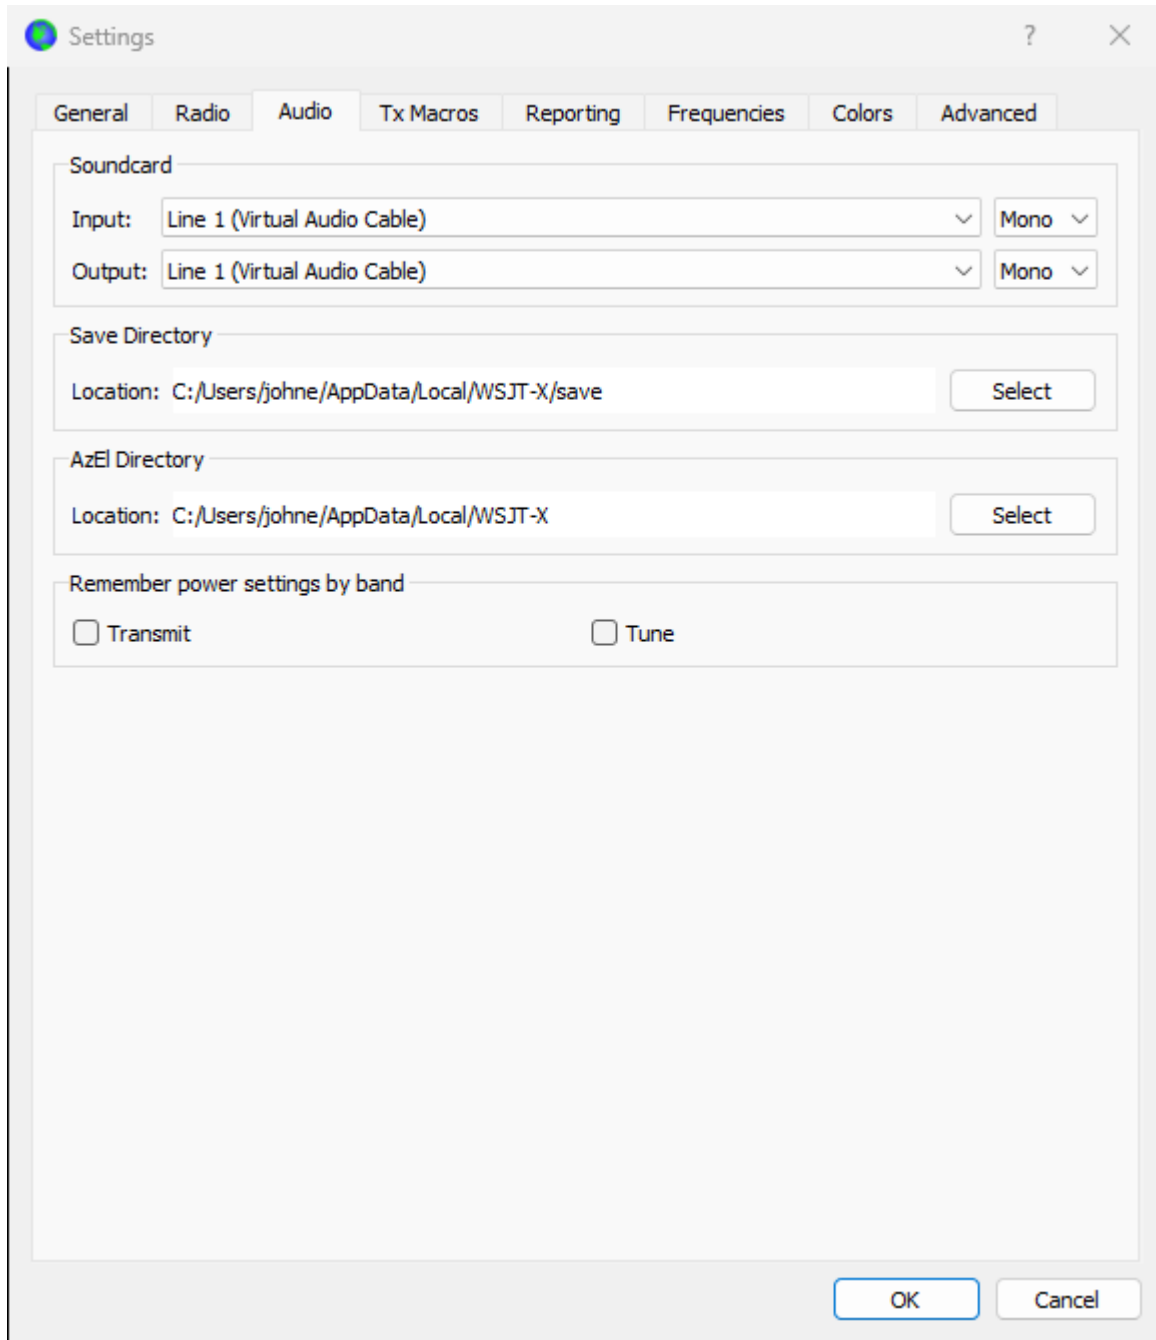 Settings ?
General Radio Audio Tx Macros Reporting Frequencies Colors Advanced
Soundcard
Input: Line 1 (Virtual Audio Cable) Mono
Output: Line 1 (Virtual Audio Cable) Mono
Save Directory
Location: C:/Users/johne/AppData/Local/WSJT-X/save Select
AzEl Directory
Location: C:/Users/johne/AppData/Local/WSJT-X Select
Remember power settings by band
Transmit Tune
OK Cancel